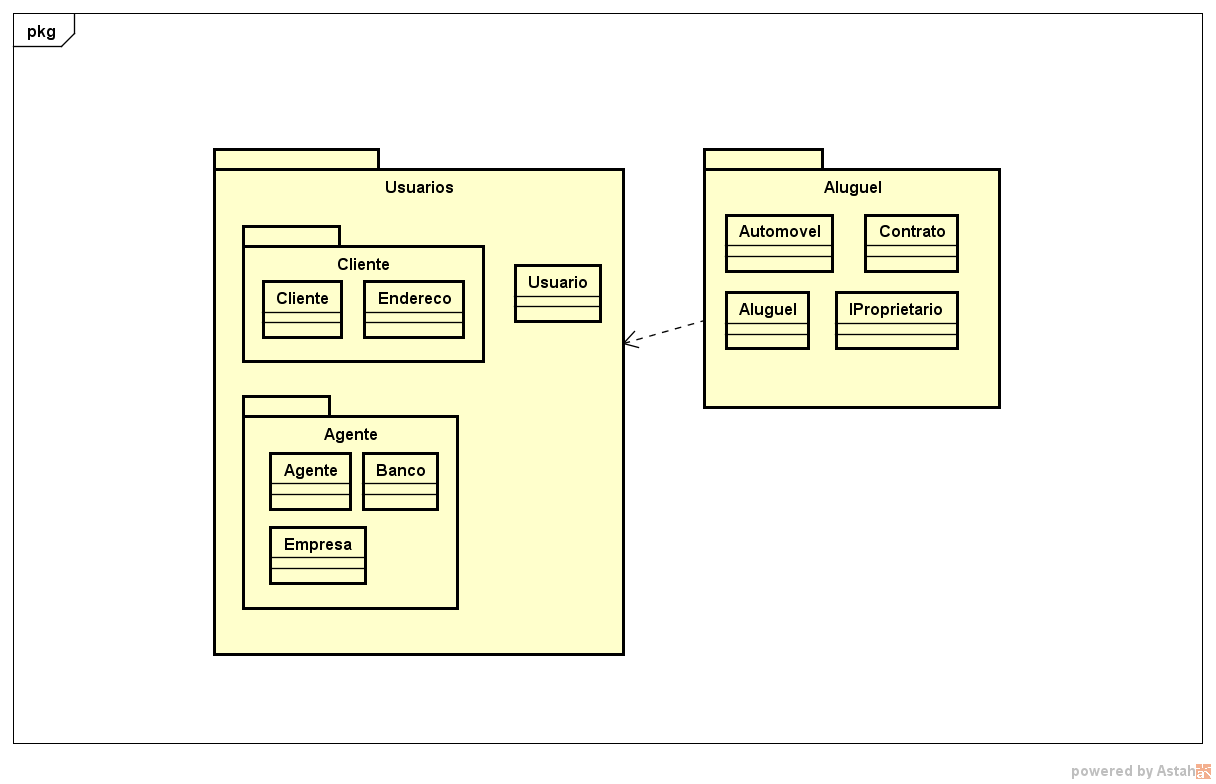 pkg
Usuarios
Cliente
Cliente
Endereco
Usuario
Agente
Agente
Banco
Empresa
Aluguel
Automovel
Contrato
Aluguel
IProprietario
powered by Astah